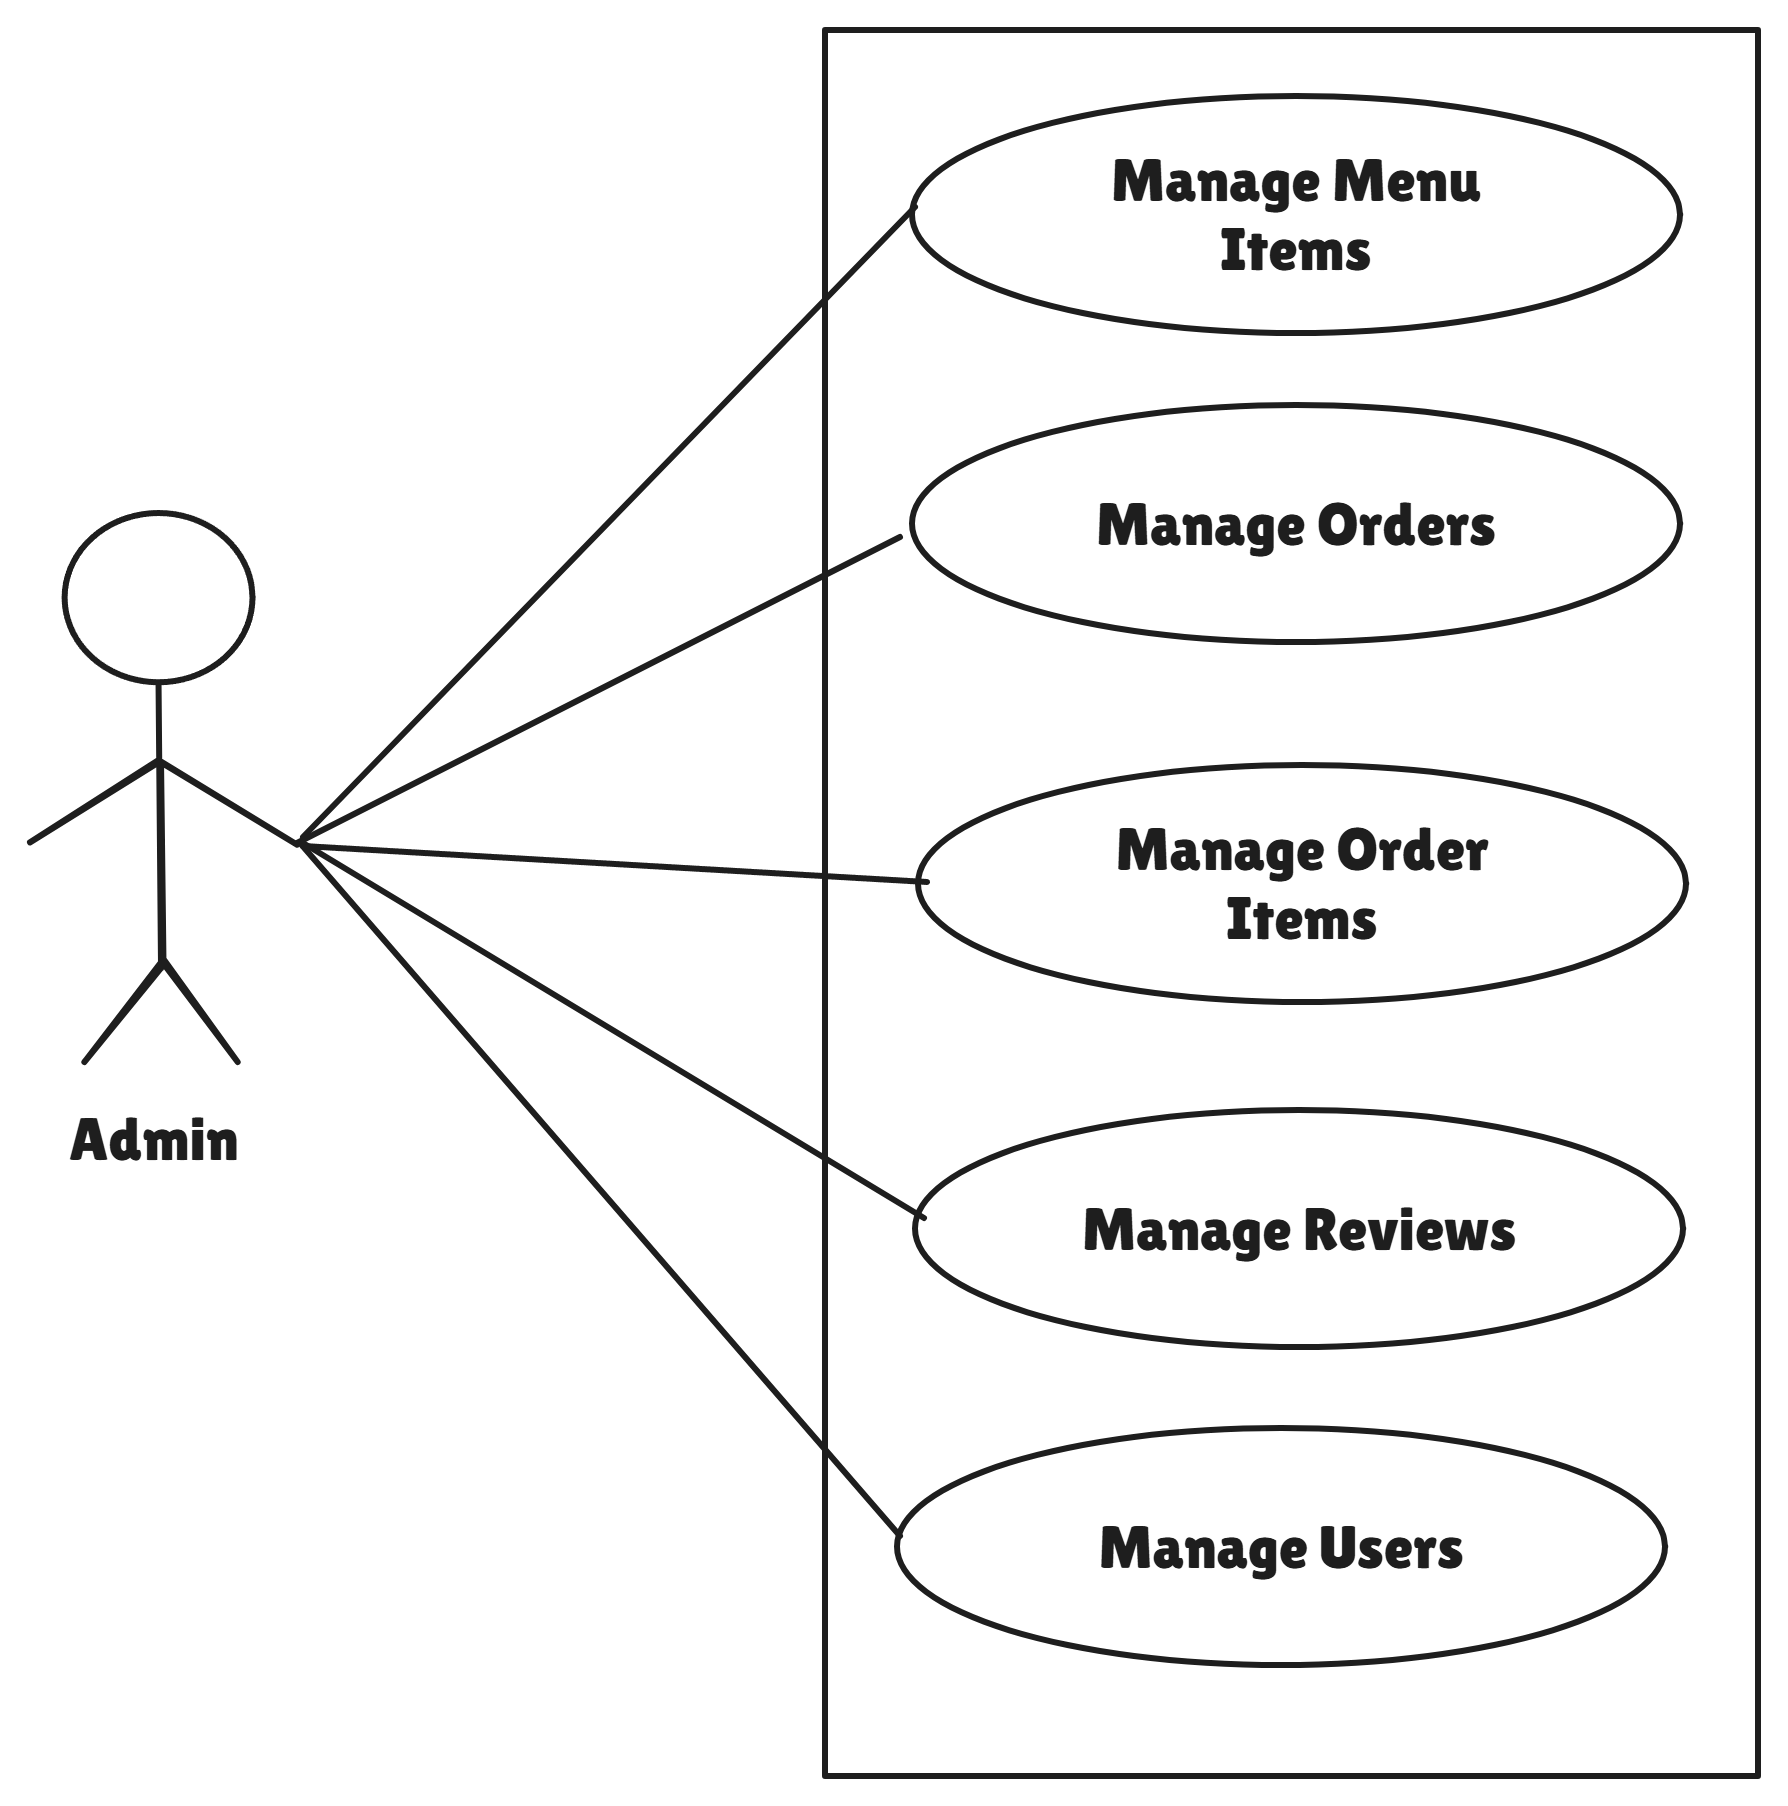 Manage Menu
Items
Manage Orders
Manage Order
Items
Admin
Manage Reviews
Manage Users